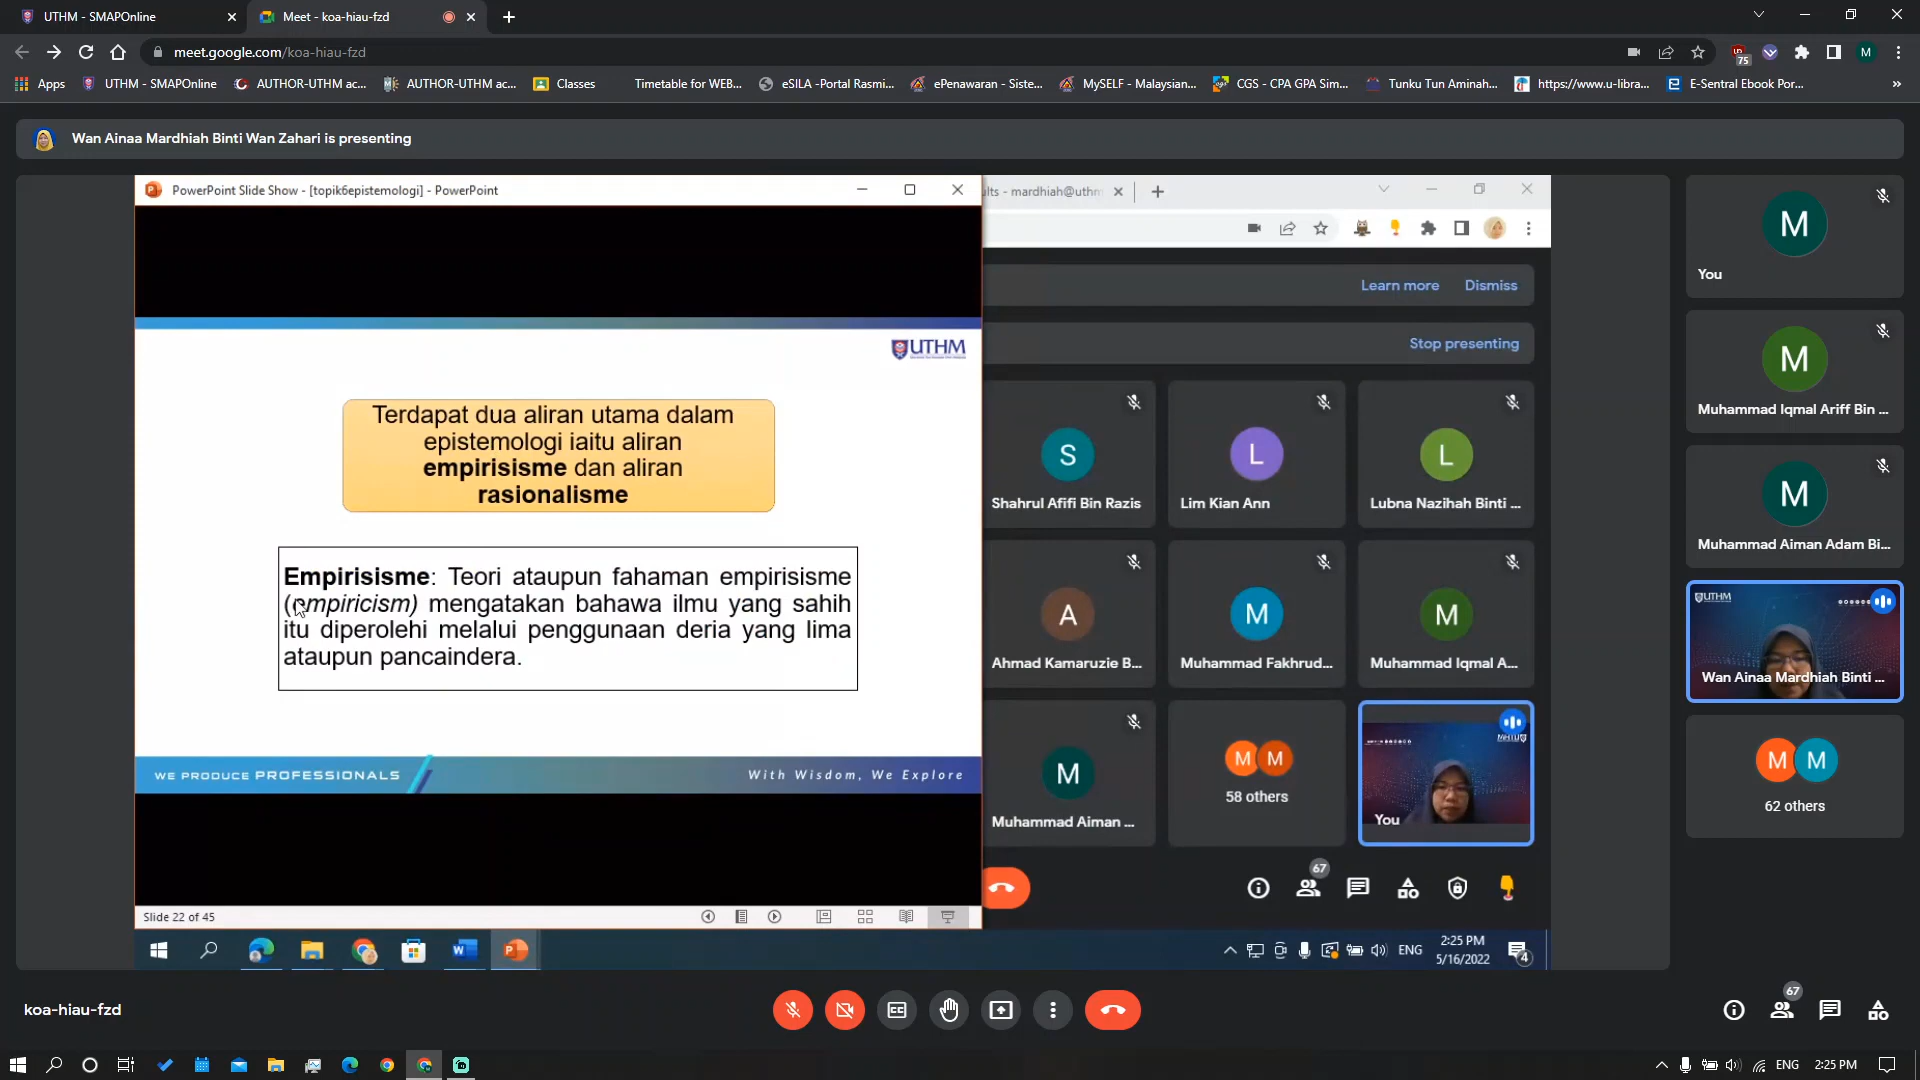 UTHM - SMAPOnline
Meet - koa-hiau-fzd
meet.google.com/koa-hiau-fzd
75
M
Apps
UTHM - SMAPOnline
AUTHOR-UTHM ac...
AUTHOR-UTHM ac...
Classes
Timetable for WEB...
eSILA -Portal Rasmi...
ePenawaran - Siste...
MySELF - Malaysian...
CGS - CPA GPA Sim...
Tunku Tun Aminah...
https://www.u-libra...
E-Sentral Ebook Por...
Wan Ainaa Mardhiah Binti Wan Zahari is presenting
PowerPoint Slide Show - [topik6epistemologi] - PowerPoint
UTHM
Terdapat dua aliran utama dalam
epistemologi iaitu aliran
empirisisme dan aliran
rasionalisme
Empirisisme: Teori ataupun fahaman empirisisme
(empiricism) mengatakan bahawa ilmu yang sahih
itu diperolehi melalui penggunaan deria yang lima
ataupun pancaindera.
WE PRODUCE PROFESSIONALS
With Wisdom, We Explore
Slide 22 of 45
ults - mardhiah@uthm
Learn more
Dismiss
Stop presenting
S
Shahrul Afifi Bin Razis
L
Lim Kian Ann
L
Lubna Nazihah Binti ...
A
Ahmad Kamaruzie B...
M
Muhammad Fakhrud...
M
Muhammad Iqmal A...
M
Muhammad Aiman ...
M M
58 others
You
67
ENG
2:25 PM
5/16/2022
4
M
You
M
Muhammad Iqmal Ariff Bin ...
M
Muhammad Aiman Adam Bi...
UTHM
Wan Ainaa Mardhiah Binti ...
M M
62 others
koa-hiau-fzd
67
ENG
2:25 PM